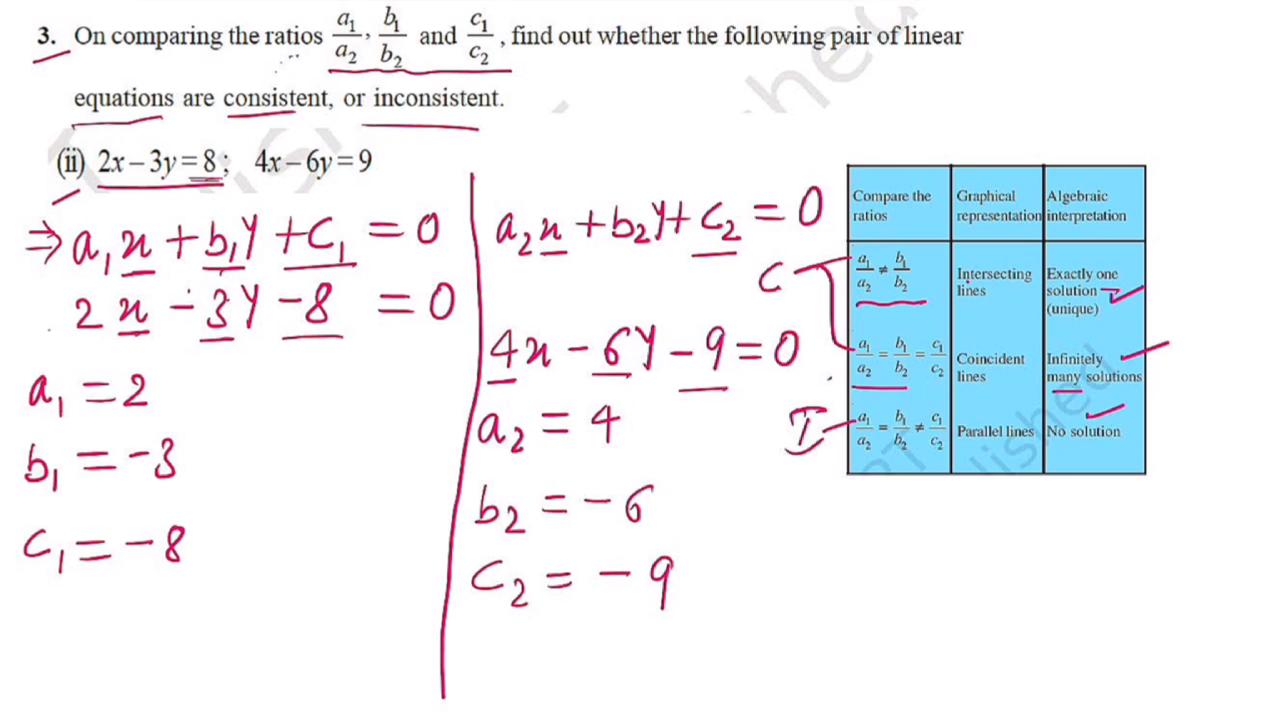 3. On comparing the ratios a₁/a₂, b₁/b₂ and c₁/c₂, find out whether the following pair of linear
equations are consistent, or inconsistent.
(ii) 2x – 3y = 8; 4x – 6y = 9
⇒ a₁x + b₁y + c₁ = 0
2x - 3y - 8 = 0
a₁ = 2
b₁ = -3
c₁ = -8
a₂x + b₂y + c₂ = 0
4x - 6y - 9 = 0
a₂ = 4
b₂ = -6
c₂ = -9
Compare the ratios
Graphical representation
Algebraic interpretation
C
a₁/a₂ ≠ b₁/b₂
Intersecting lines
Exactly one solution (unique)
a₁/a₂ = b₁/b₂ = c₁/c₂
Coincident lines
Infinitely many solutions
I
a₁/a₂ = b₁/b₂ ≠ c₁/c₂
Parallel lines
No solution